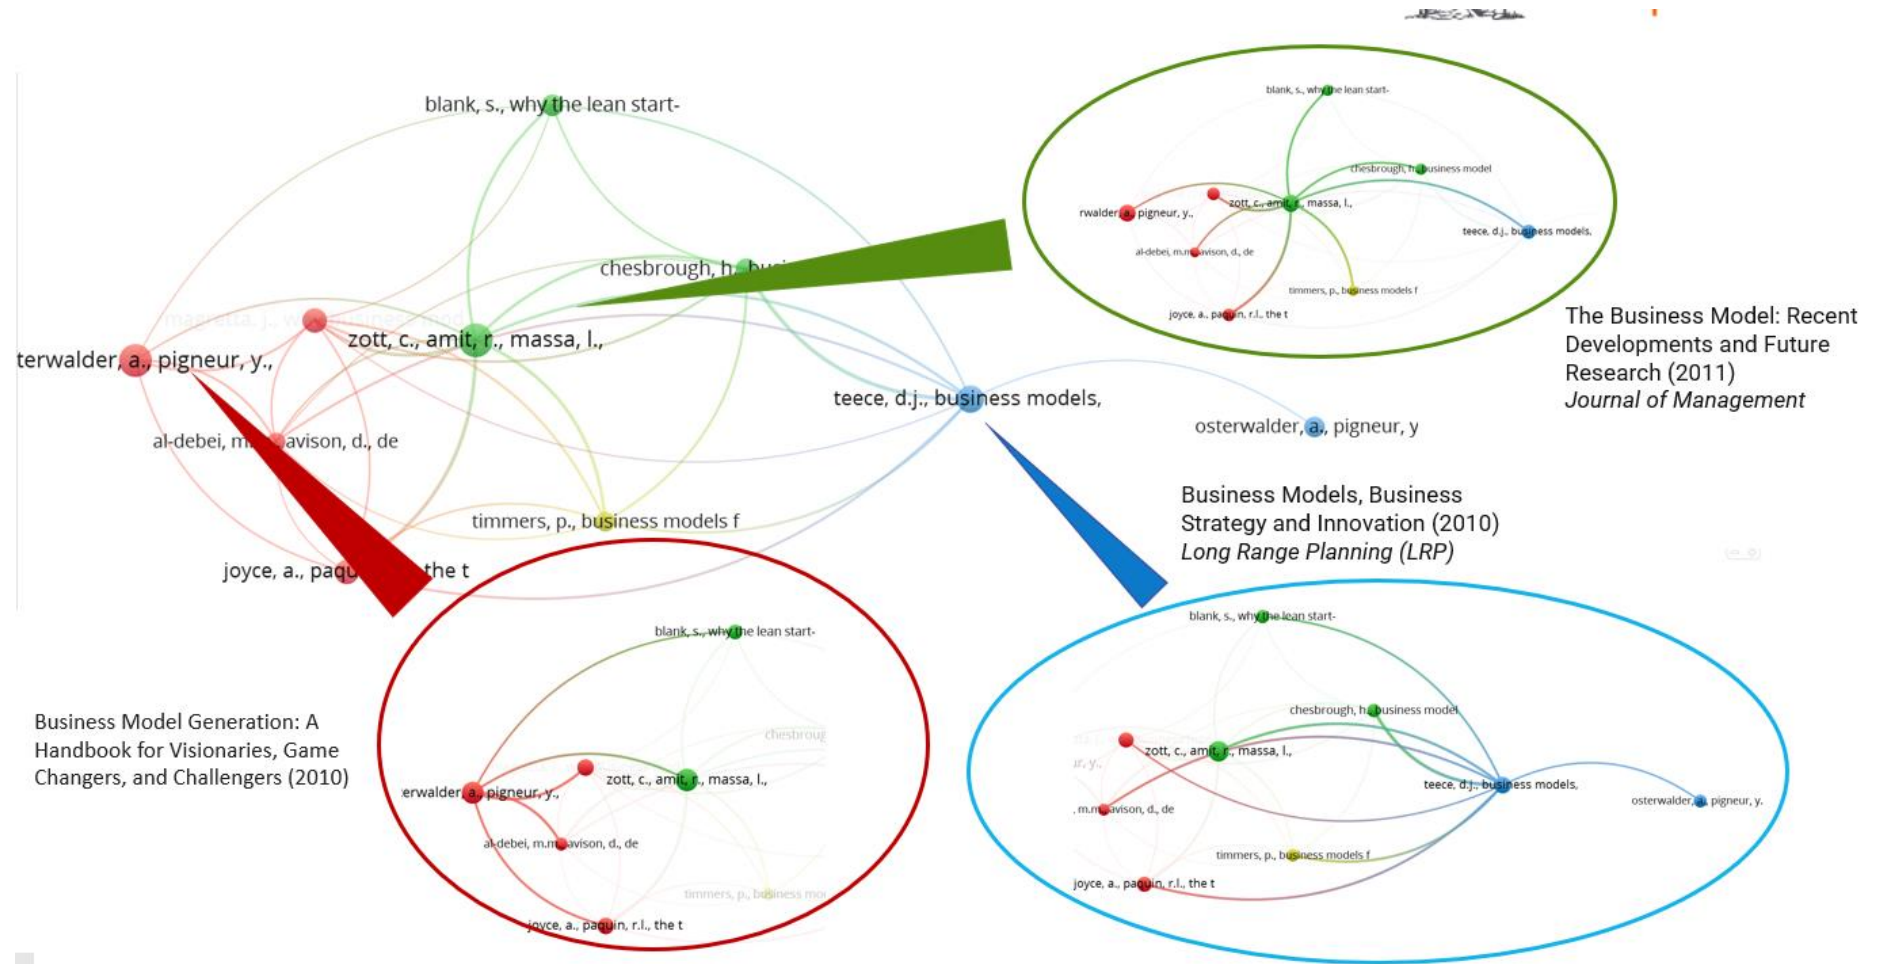 blank, s., why the lean start-
chesbrough, h., busi
magretta, j., w
business mod
zott, c., amit, r., massa, l.,
terwalder, a., pigneur, y.,
teece, d.j., business models,
osterwalder, a., pigneur, y
al-debei, m. avison, d., de
timmers, p., business models f
joyce, a., paqu the t
blank, s., why the lean start-
chesbrough, h., business model
zott, c., amit, r., massa, l.,
rwalder, a., pigneur, y.,
teece, d.j., business models,
al-debei, m.m., avison, d., de
timmers, p., business models f
joyce, a., paquin, r.l., the t
The Business Model: Recent
Developments and Future
Research (2011)
Journal of Management
Business Models, Business
Strategy and Innovation (2010)
Long Range Planning (LRP)
Business Model Generation: A
Handbook for Visionaries, Game
Changers, and Challengers (2010)
blank, s., why the lean start-
chesbroug
zott, c., amit, r., massa, l.,
erwalder, a., pigneur, y.,
al-debei, m.m., avison, d., de
timmers, p., business mo
joyce, a., paquin, r.l., the t
blank, s., why the lean start-
chesbrough, h., business model
zott, c., amit, r., massa, l.,
ur, y.,
teece, d.j., business models,
osterwalder, a., pigneur, y.
, m.m., avison, d., de
timmers, p., business models f
joyce, a., paquin, r.l., the t